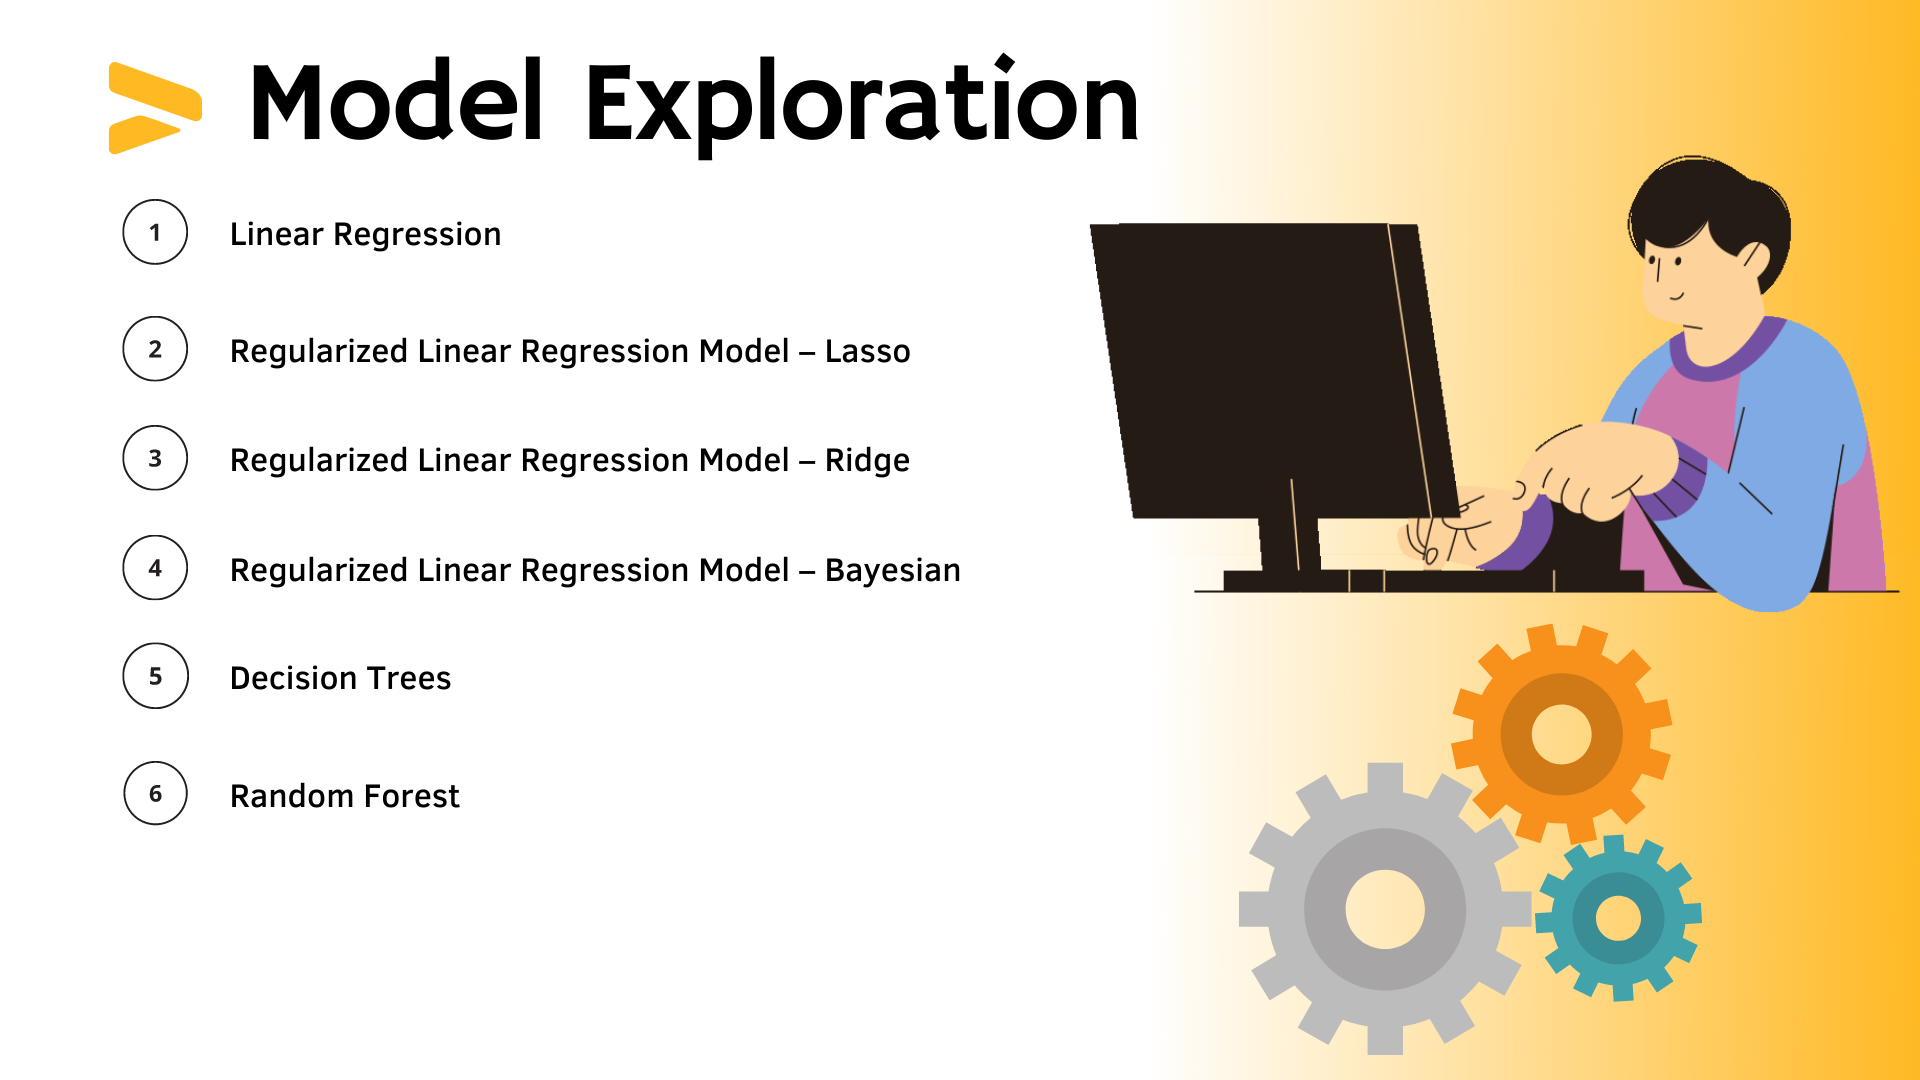 Model Exploration
1 Linear Regression
2 Regularized Linear Regression Model – Lasso
3 Regularized Linear Regression Model – Ridge
4 Regularized Linear Regression Model – Bayesian
5 Decision Trees
6 Random Forest